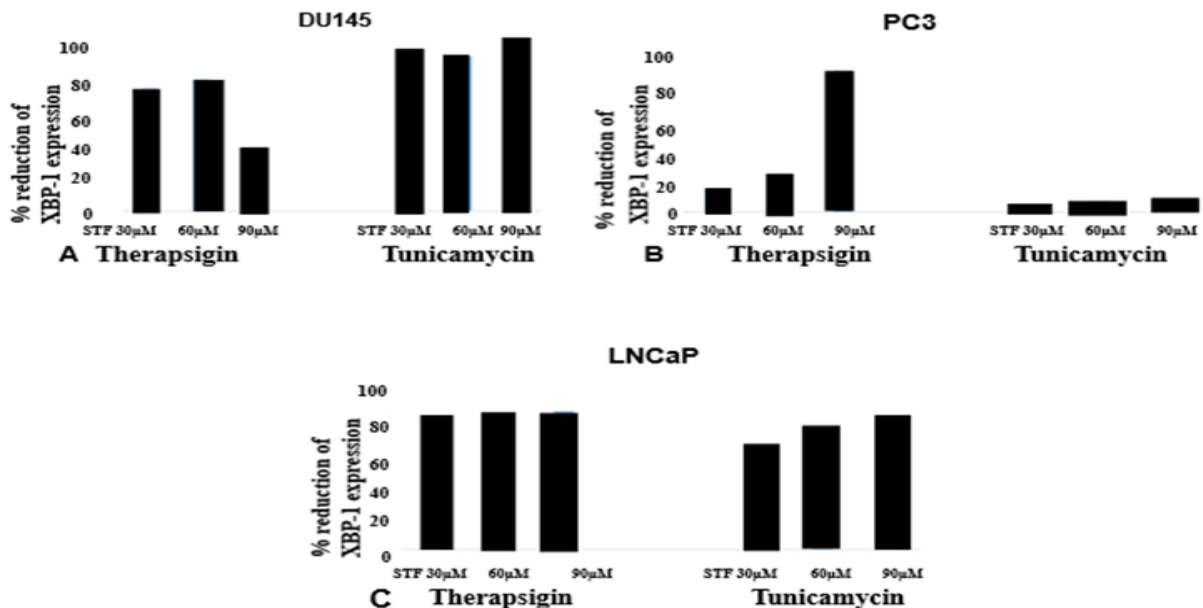 DU145
% reduction of
XBP-1 expression
100
80
60
40
20
0
STF 30μM 60μM 90μM STF 30μM 60μM 90μM
A Therapsigin Tunicamycin
PC3
% reduction of
XBP-1 expression
100
80
60
40
20
0
STF 30μM 60μM 90μM STF 30μM 60μM 90μM
B Therapsigin Tunicamycin
LNCaP
% reduction of
XBP-1 expression
100
80
60
40
20
0
STF 30μM 60μM 90μM STF 30μM 60μM 90μM
C Therapsigin Tunicamycin